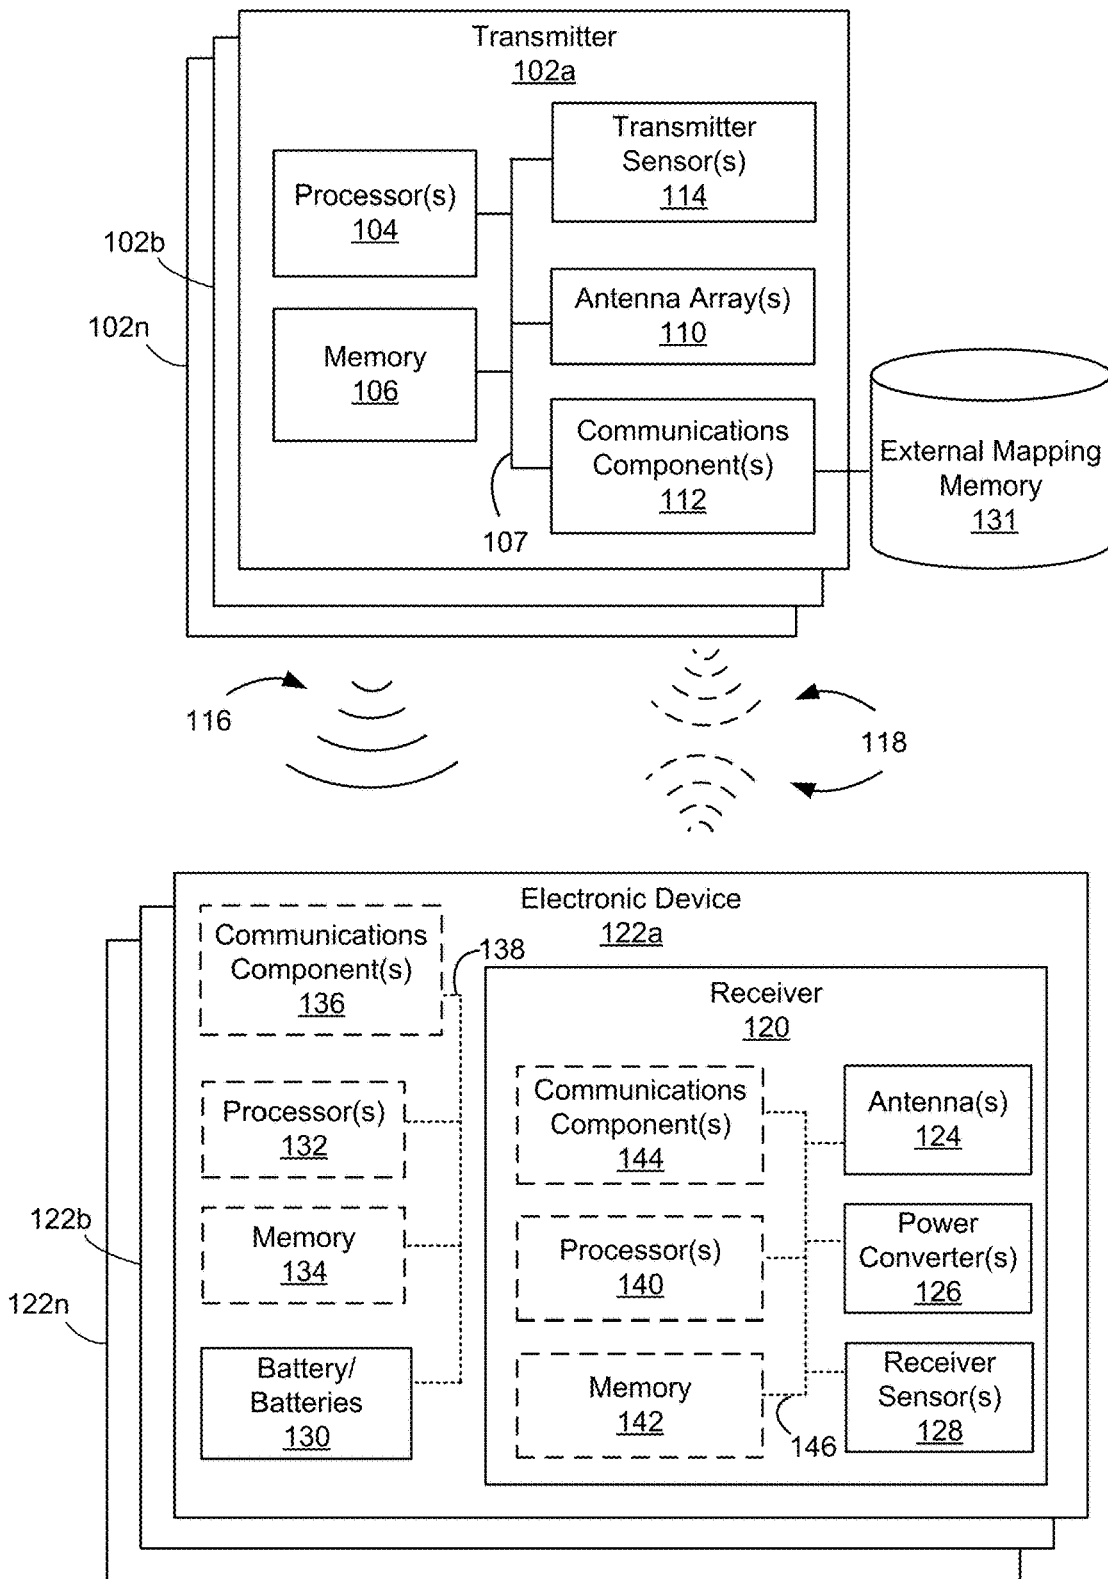 Transmitter
102a
Transmitter
Sensor(s)
114
Processor(s)
104
102b
Antenna Array(s)
110
102n
Memory
106
Communications
Component(s)
112
External Mapping
Memory
131
107
116
118
Electronic Device
122a
Communications
Component(s)
136
138
Receiver
120
Communications
Component(s)
144
Antenna(s)
124
Processor(s)
132
122b
Memory
134
Processor(s)
140
Power
Converter(s)
126
122n
Battery/
Batteries
130
Memory
142
146
Receiver
Sensor(s)
128